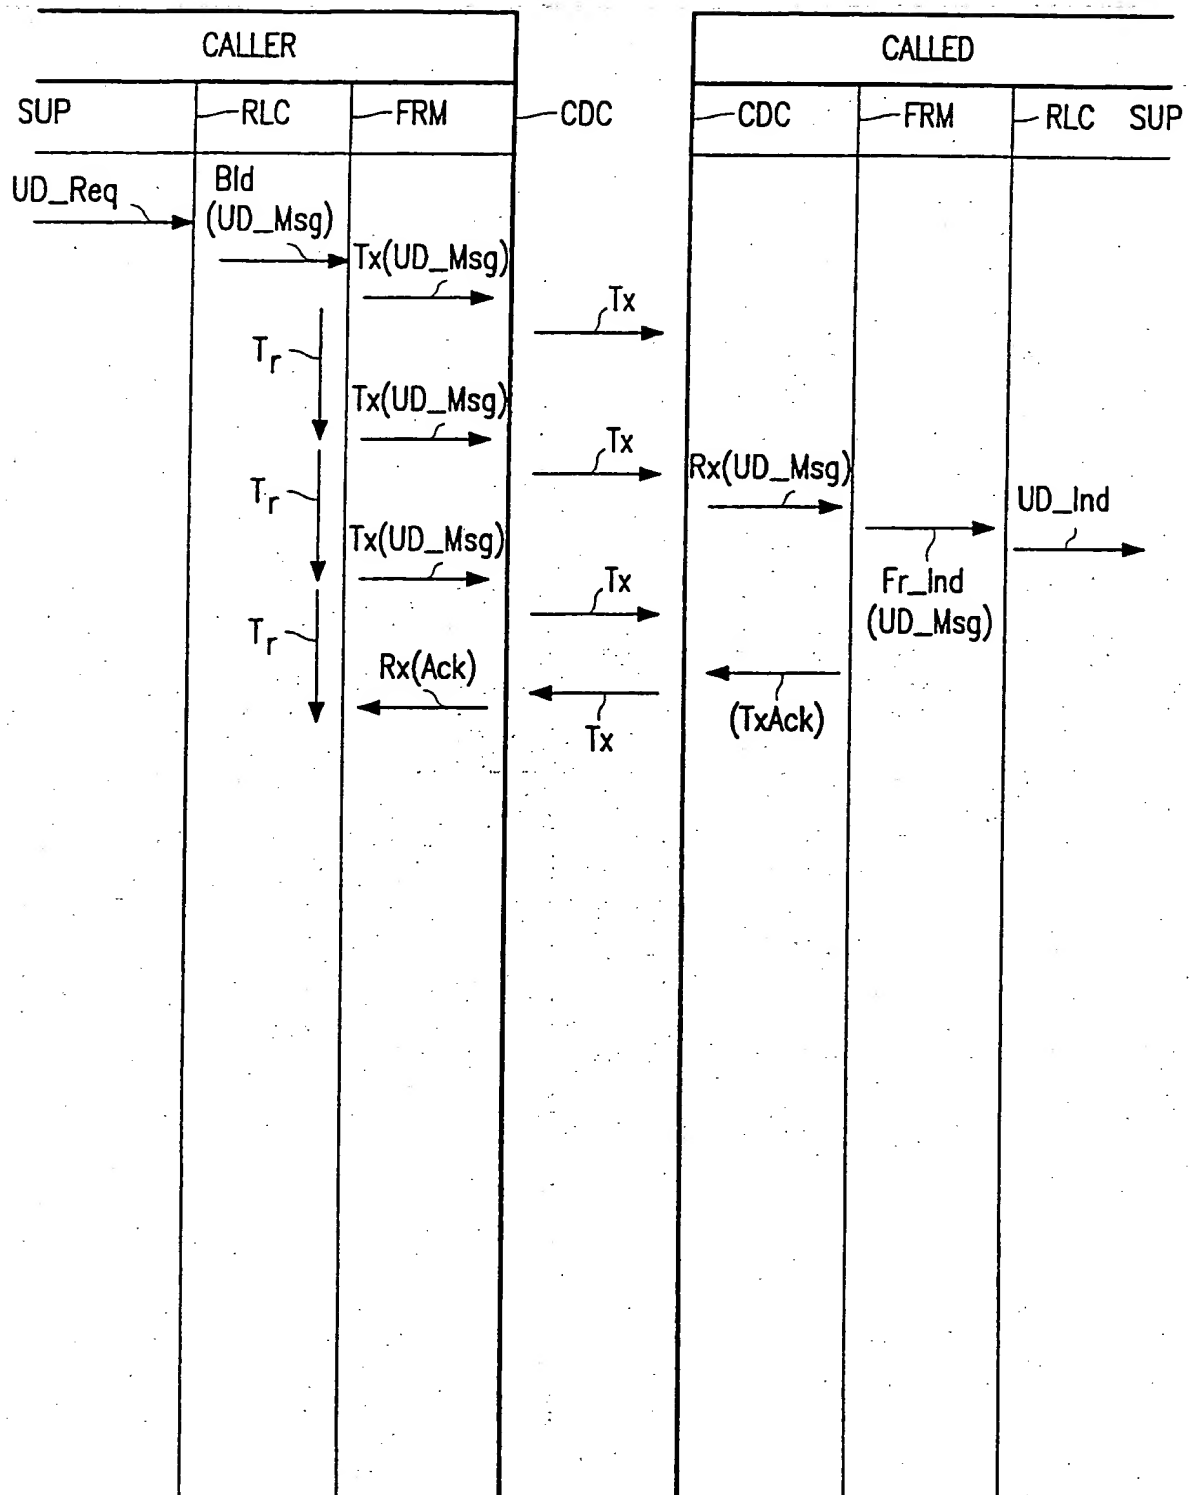 CALLER
CALLED
SUP RLC FRM CDC CDC FRM RLC SUP
UD_Req
Bld
(UD_Msg)
Tx(UD_Msg)
Tx
Tr
Tx(UD_Msg)
Tx
Rx(UD_Msg)
UD_Ind
Tr
Tx(UD_Msg)
Tx
Fr_Ind
(UD_Msg)
Tr
Rx(Ack)
Tx
(TxAck)